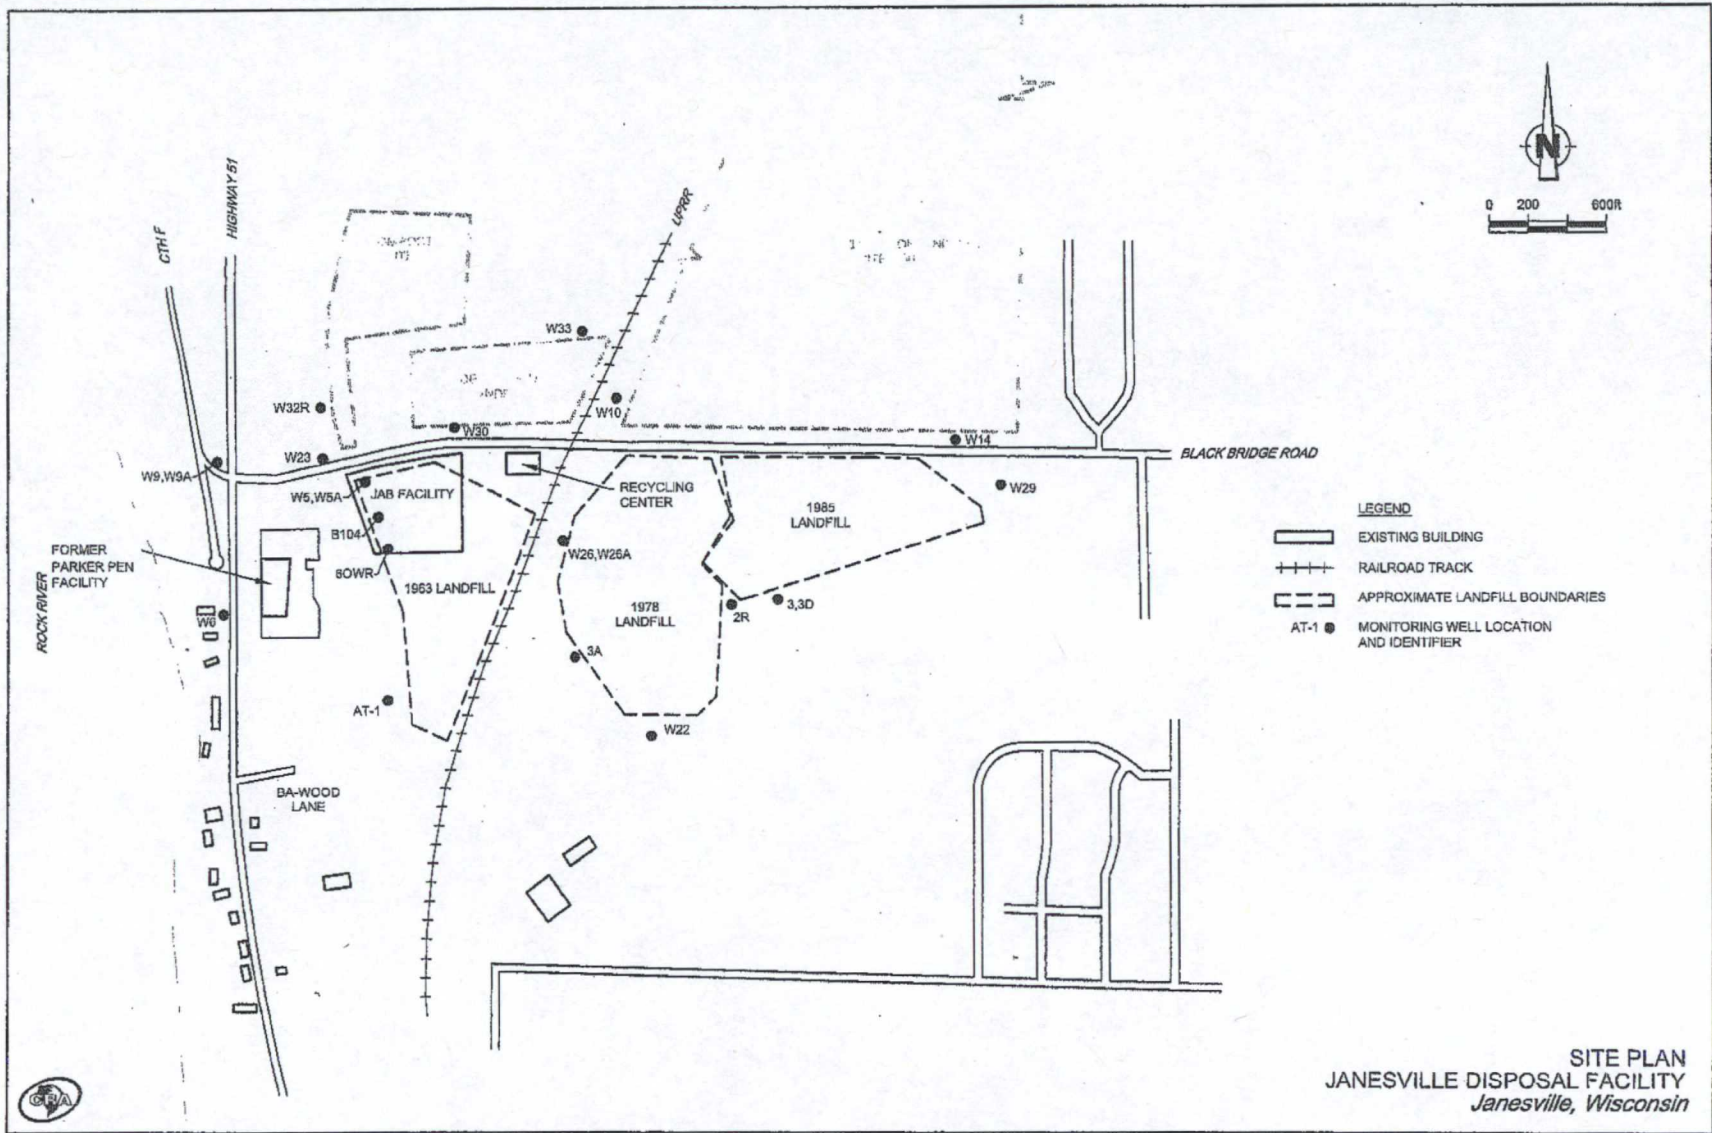 N
0 200 600ft
HIGHWAY 51
CTH F
UPRR
W33
W32R
W10
W30
W23
W14
BLACK BRIDGE ROAD
W9,W9A
W5,W5A
JAB FACILITY
RECYCLING
CENTER
W29
1985
LANDFILL
B104
W26,W26A
FORMER
PARKER PEN
FACILITY
6OWR
1963 LANDFILL
ROCK RIVER
W6
1978
LANDFILL
2R
3,3D
3A
AT-1
W22
BA-WOOD
LANE
LEGEND
EXISTING BUILDING
RAILROAD TRACK
APPROXIMATE LANDFILL BOUNDARIES
AT-1 MONITORING WELL LOCATION
AND IDENTIFIER
CRA
SITE PLAN
JANESVILLE DISPOSAL FACILITY
Janesville, Wisconsin